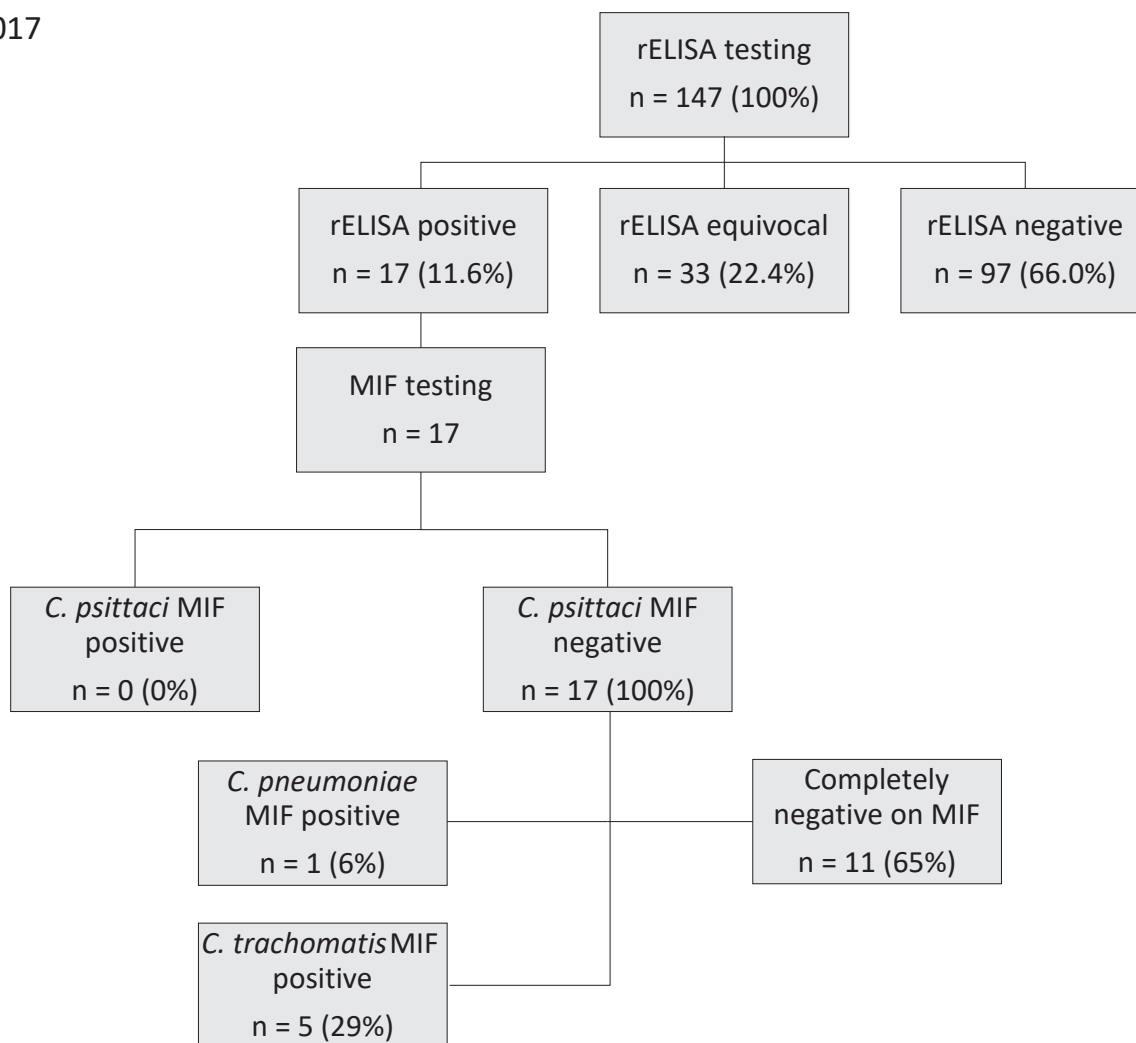 017
rELISA testing
n = 147 (100%)
rELISA positive
n = 17 (11.6%)
rELISA equivocal
n = 33 (22.4%)
rELISA negative
n = 97 (66.0%)
MIF testing
n = 17
C. psittaci MIF
positive
n = 0 (0%)
C. psittaci MIF
negative
n = 17 (100%)
C. pneumoniae
MIF positive
n = 1 (6%)
Completely
negative on MIF
n = 11 (65%)
C. trachomatis MIF
positive
n = 5 (29%)